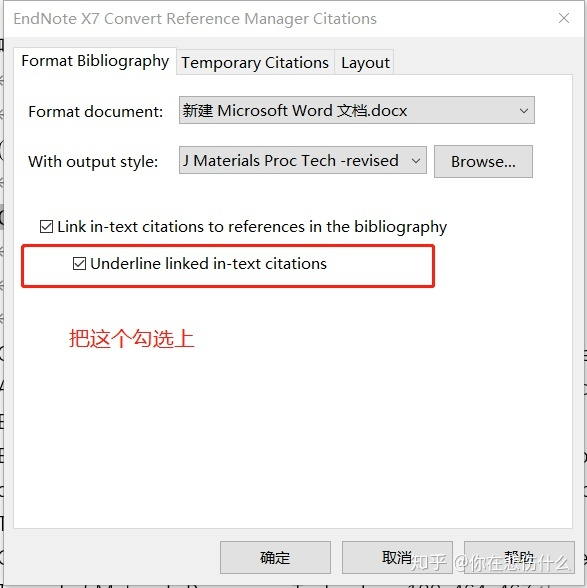 EndNote X7 Convert Reference Manager Citations
Format Bibliography Temporary Citations Layout
Format document: 新建 Microsoft Word 文档.docx
With output style: J Materials Proc Tech -revised Browse...
Link in-text citations to references in the bibliography
Underline linked in-text citations
把这个勾选上
确定 取消 帮助
知乎 @你在悲伤什么